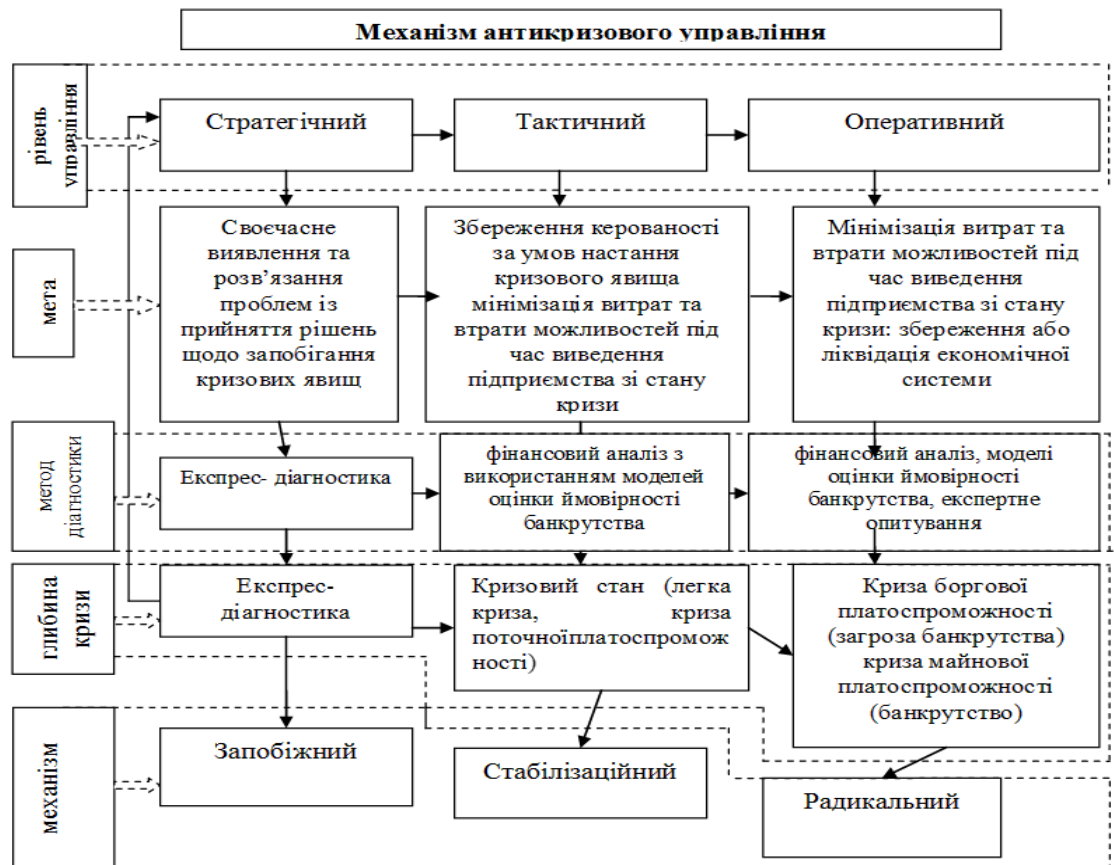 Механізм антикризового управління
рівень
управління
Стратегічний
Тактичний
Оперативний
мета
Своєчасне
виявлення та
розв’язання
проблем із
прийняття рішень
щодо запобігання
кризових явищ
Збереження керованості
за умов настання
кризового явища
мінімізація витрат та
втрати можливостей під
час виведення
підприємства зі стану
кризи
Мінімізація витрат та
втрати можливостей під
час виведення
підприємства зі стану
кризи: збереження або
ліквідація економічної
системи
метод
діагностики
Експрес- діагностика
фінансовий аналіз з
використанням моделей
оцінки ймовірності
банкрутства
фінансовий аналіз, моделі
оцінки ймовірності
банкрутства, експертне
опитування
глибина
кризи
Експрес-
діагностика
Кризовий стан (легка
криза, криза
поточноїплатоспромож
ності)
Криза боргової
платоспроможності
(загроза банкрутства)
криза майнової
платоспроможності
(банкрутство)
механізм
Запобіжний
Стабілізаційний
Радикальний